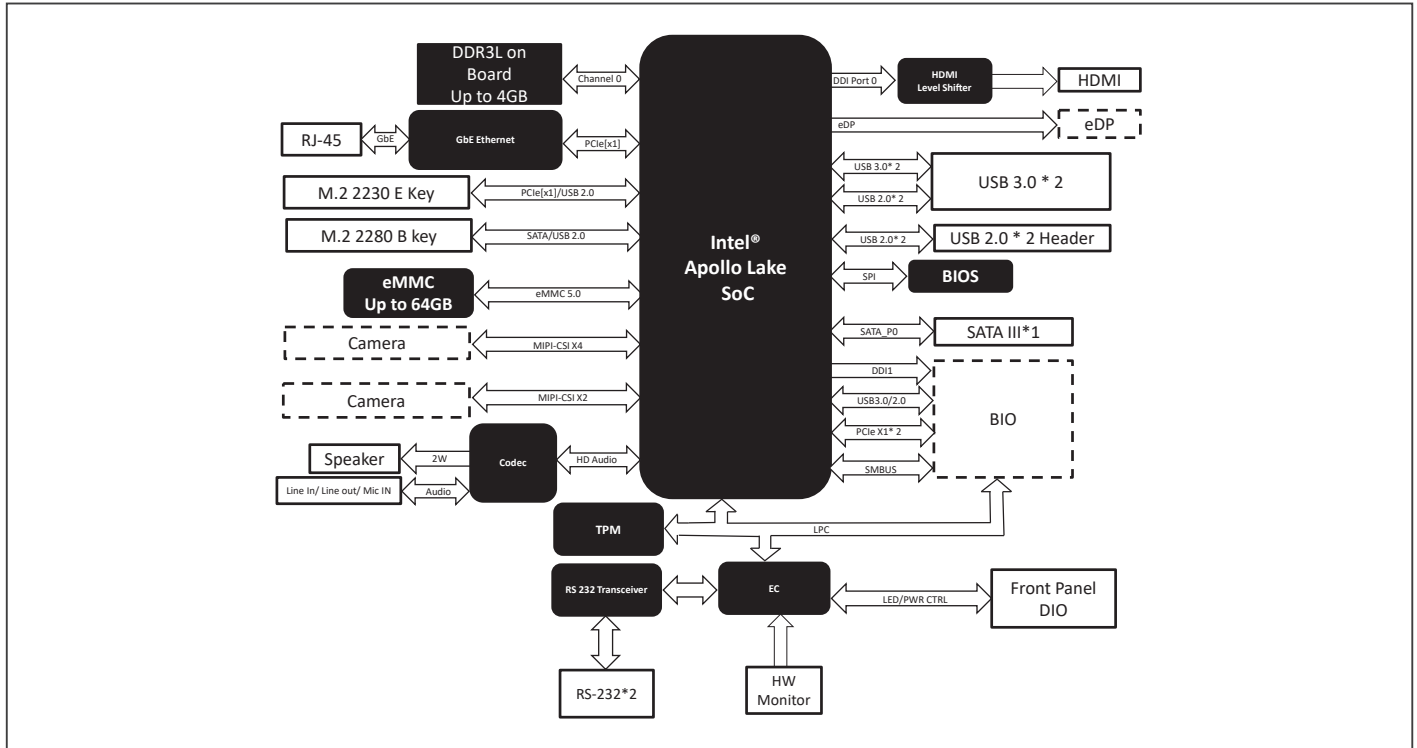 DDR3L on
Board
Up to 4GB
Channel 0
RJ-45
GbE
GbE Ethernet
PCIe[x1]
M.2 2230 E Key
PCIe[x1]/USB 2.0
M.2 2280 B key
SATA/USB 2.0
eMMC
Up to 64GB
eMMC 5.0
Camera
MIPI-CSI X4
Camera
MIPI-CSI X2
Speaker
2W
Codec
HD Audio
Line In/ Line out/ Mic IN
Audio
Intel®
Apollo Lake
SoC
DDI Port 0
HDMI
Level Shifter
HDMI
eDP
eDP
USB 3.0* 2
USB 2.0* 2
USB 3.0 * 2
USB 2.0* 2
USB 2.0 * 2 Header
SPI
BIOS
SATA_P0
SATA III*1
DDI1
USB3.0/2.0
PCIe X1* 2
SMBUS
BIO
TPM
LPC
RS 232 Transceiver
EC
LED/PWR CTRL
Front Panel
DIO
RS-232*2
HW
Monitor